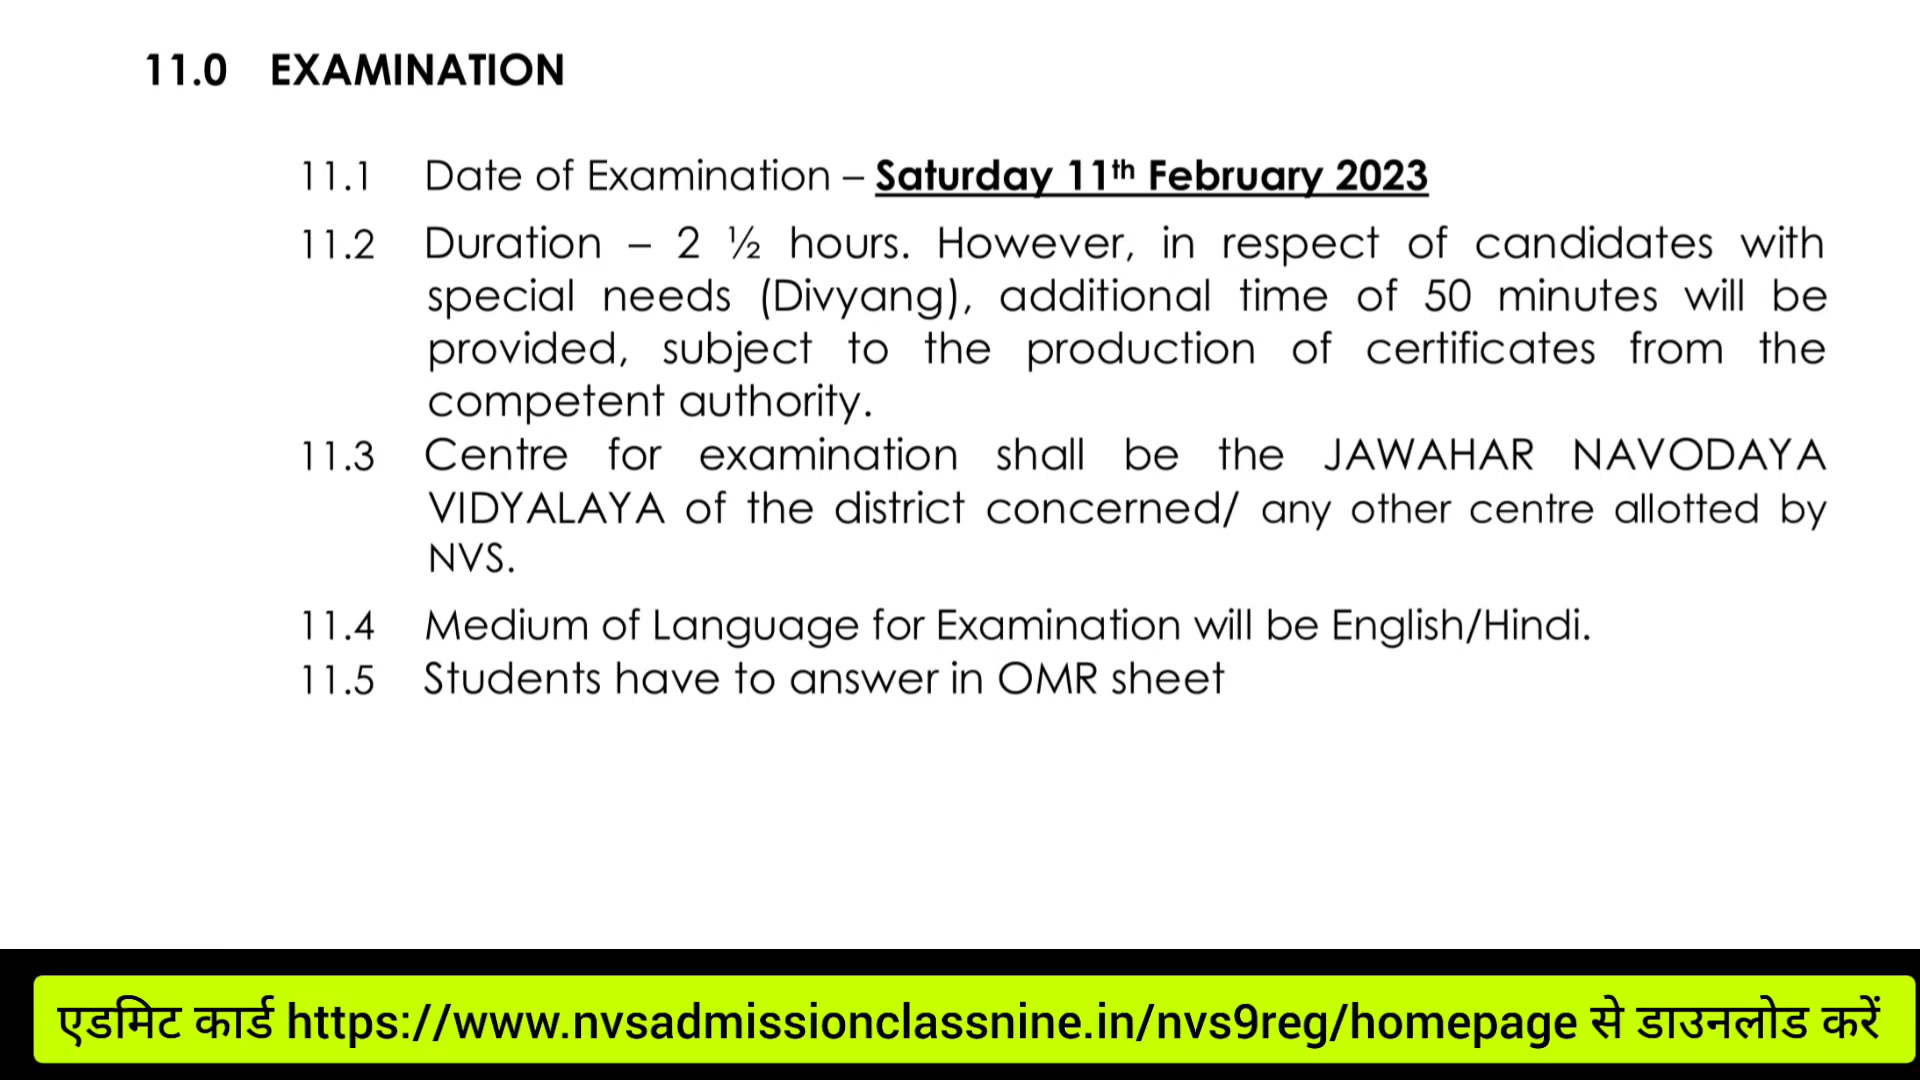 11.0 EXAMINATION
11.1 Date of Examination – Saturday 11th February 2023
11.2 Duration – 2 ½ hours. However, in respect of candidates with
special needs (Divyang), additional time of 50 minutes will be
provided, subject to the production of certificates from the
competent authority.
11.3 Centre for examination shall be the JAWAHAR NAVODAYA
VIDYALAYA of the district concerned/ any other centre allotted by
NVS.
11.4 Medium of Language for Examination will be English/Hindi.
11.5 Students have to answer in OMR sheet
एडमिट कार्ड https://www.nvsadmissionclassnine.in/nvs9reg/homepage से डाउनलोड करें